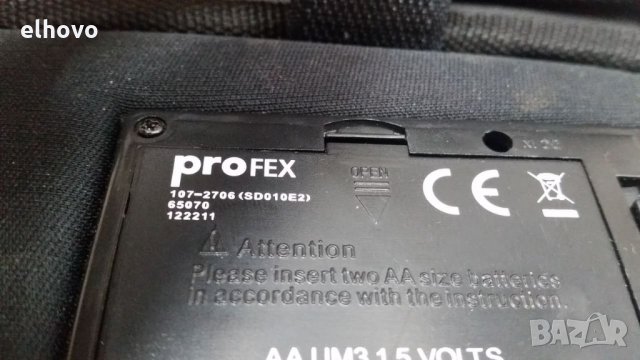 elhovo
proFEX
107-2706 (SD010E2)
65070
122211
OPEN
CE
Attention
Please insert two AA size batteries
in accordance with the instruction.
AA UM3 1.5 VOLTS
BAZAR